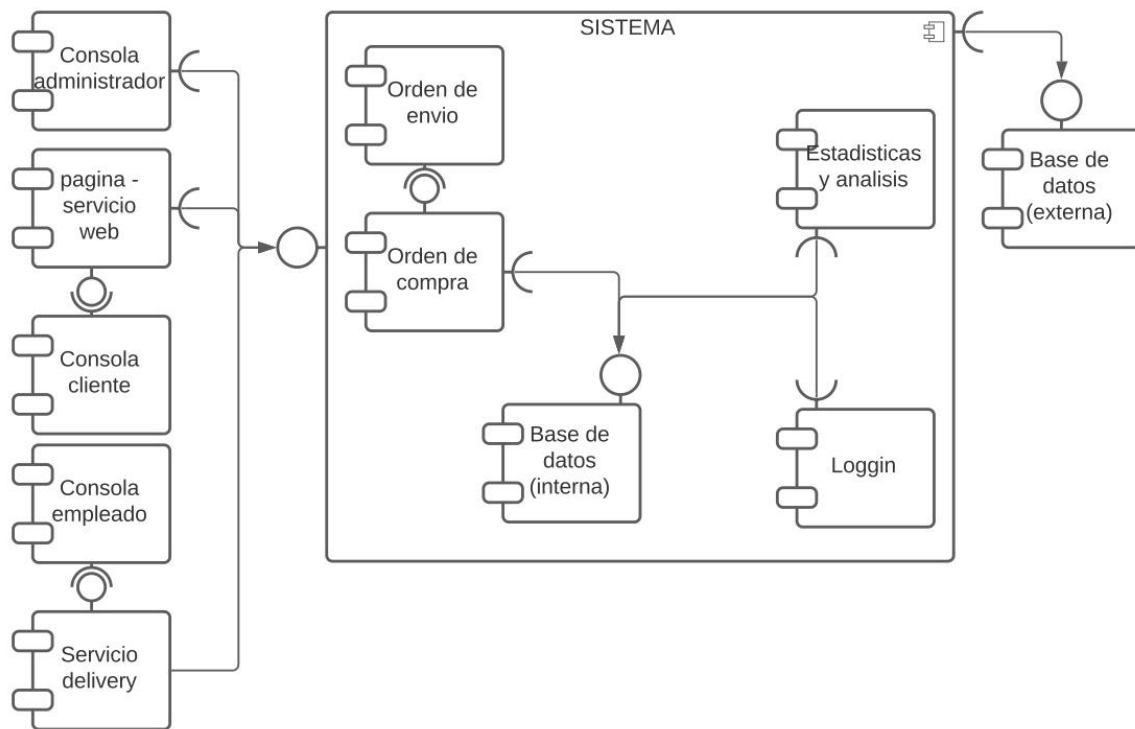 SISTEMA
Consola
administrador
pagina -
servicio
web
Consola
cliente
Consola
empleado
Servicio
delivery
Orden de
envio
Orden de
compra
Estadisticas
y analisis
Base de
datos
(interna)
Loggin
Base de
datos
(externa)